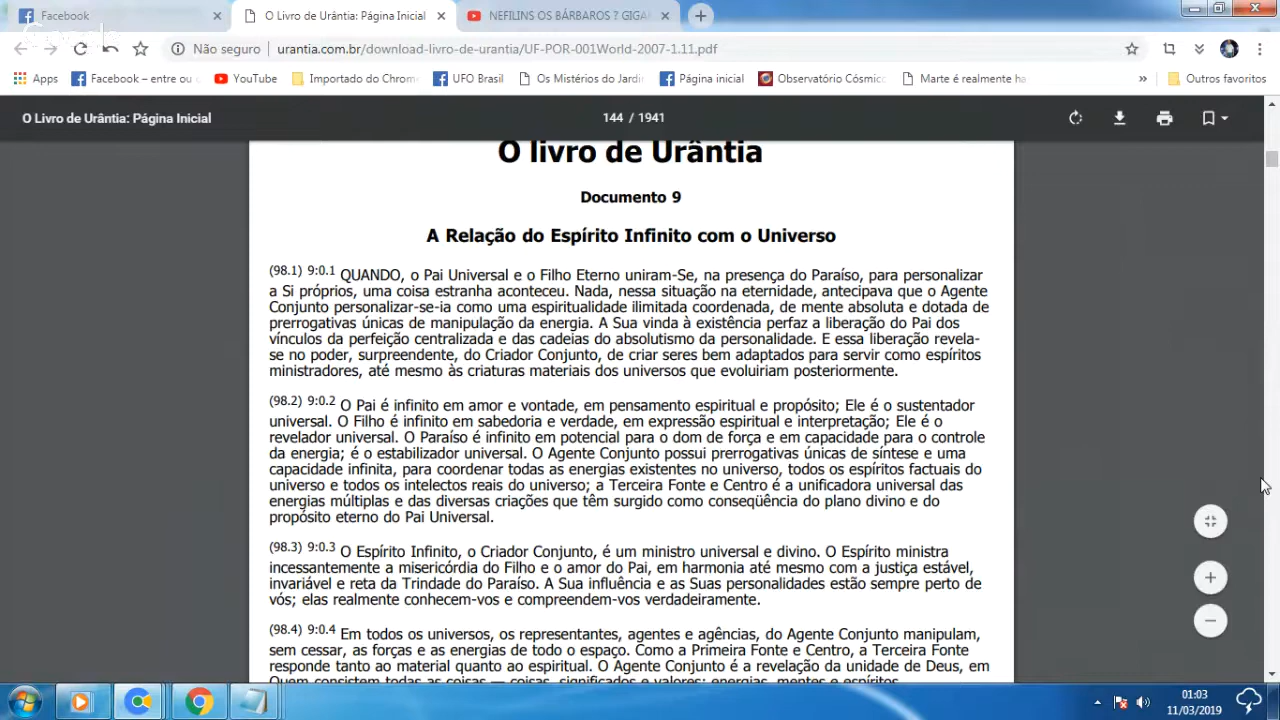 Facebook
O Livro de Urântia: Página Inicial
NEFILINS OS BÁRBAROS ? GIGA
Não seguro
urantia.com.br/download-livro-de-urantia/UF-POR-001World-2007-1.11.pdf
Apps
Facebook – entre ou
YouTube
Importado do Chrom
UFO Brasil
Os Mistérios do Jardi
Página inicial
Observatório Cósmic
Marte é realmente ha
»
Outros favoritos
O Livro de Urântia: Página Inicial
144 / 1941
O livro de Urântia
Documento 9
A Relação do Espírito Infinito com o Universo
(98.1) 9:0.1 QUANDO, o Pai Universal e o Filho Eterno uniram-Se, na presença do Paraíso, para personalizar
a Si próprios, uma coisa estranha aconteceu. Nada, nessa situação na eternidade, antecipava que o Agente
Conjunto personalizar-se-ia como uma espiritualidade ilimitada coordenada, de mente absoluta e dotada de
prerrogativas únicas de manipulação da energia. A Sua vinda à existência perfaz a liberação do Pai dos
vínculos da perfeição centralizada e das cadeias do absolutismo da personalidade. E essa liberação revela-
se no poder, surpreendente, do Criador Conjunto, de criar seres bem adaptados para servir como espíritos
ministradores, até mesmo às criaturas materiais dos universos que evoluiriam posteriormente.
(98.2) 9:0.2 O Pai é infinito em amor e vontade, em pensamento espiritual e propósito; Ele é o sustentador
universal. O Filho é infinito em sabedoria e verdade, em expressão espiritual e interpretação; Ele é o
revelador universal. O Paraíso é infinito em potencial para o dom de força e em capacidade para o controle
da energia; é o estabilizador universal. O Agente Conjunto possui prerrogativas únicas de síntese e uma
capacidade infinita, para coordenar todas as energias existentes no universo, todos os espíritos factuais do
universo e todos os intelectos reais do universo; a Terceira Fonte e Centro é a unificadora universal das
energias múltiplas e das diversas criações que têm surgido como conseqüência do plano divino e do
propósito eterno do Pai Universal.
(98.3) 9:0.3 O Espírito Infinito, o Criador Conjunto, é um ministro universal e divino. O Espírito ministra
incessantemente a misericórdia do Filho e o amor do Pai, em harmonia até mesmo com a justiça estável,
invariável e reta da Trindade do Paraíso. A Sua influência e as Suas personalidades estão sempre perto de
vós; elas realmente conhecem-vos e compreendem-vos verdadeiramente.
(98.4) 9:0.4 Em todos os universos, os representantes, agentes e agências, do Agente Conjunto manipulam,
sem cessar, as forças e as energias de todo o espaço. Como a Primeira Fonte e Centro, a Terceira Fonte
responde tanto ao material quanto ao espiritual. O Agente Conjunto é a revelação da unidade de Deus, em
Quem consistem todas as coisas — coisas, significados e valores; energias, mentes e espíritos.
01:03
11/03/2019